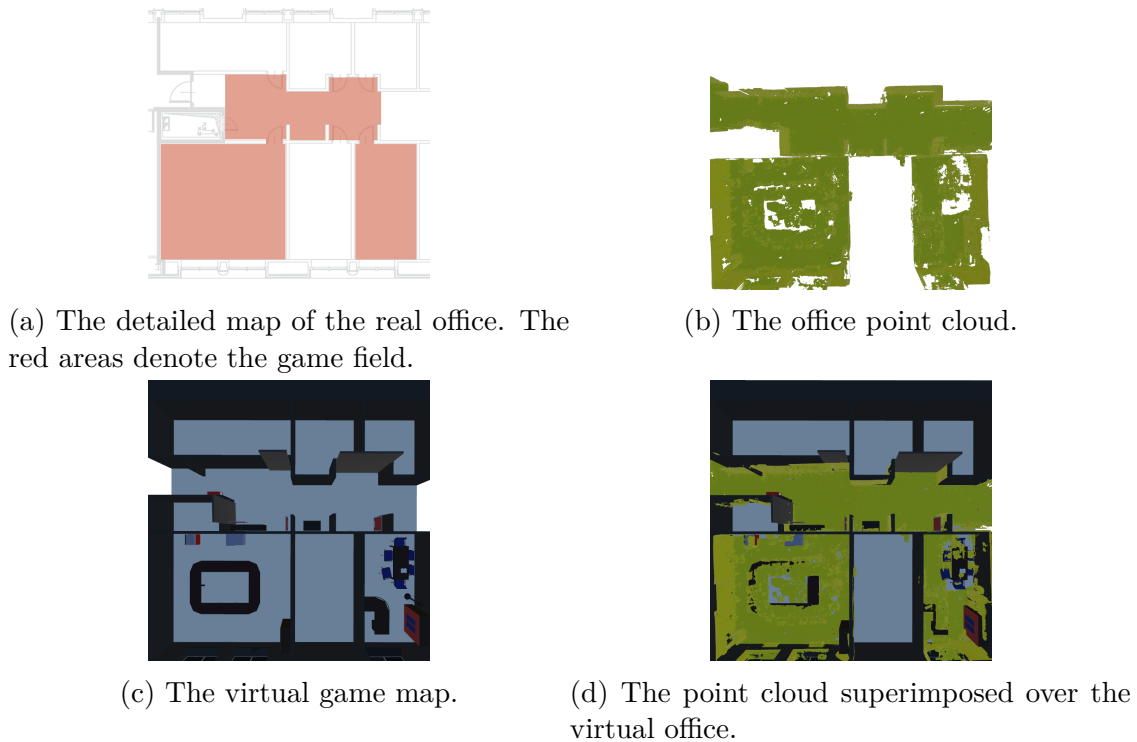 (a) The detailed map of the real office. The
red areas denote the game field.
(b) The office point cloud.
(c) The virtual game map.
(d) The point cloud superimposed over the
virtual office.